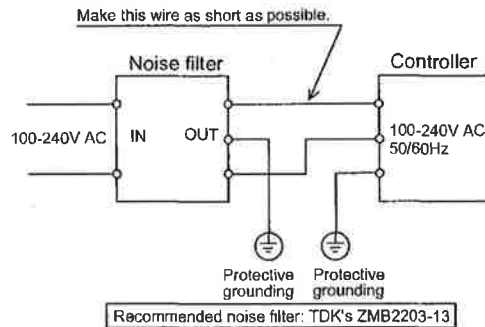 Make this wire as short as possible.
Noise filter
Controller
100-240V AC
IN
OUT
100-240V AC
50/60Hz
Protective
grounding
Protective
grounding
Recommended noise filter: TDK's ZMB2203-13